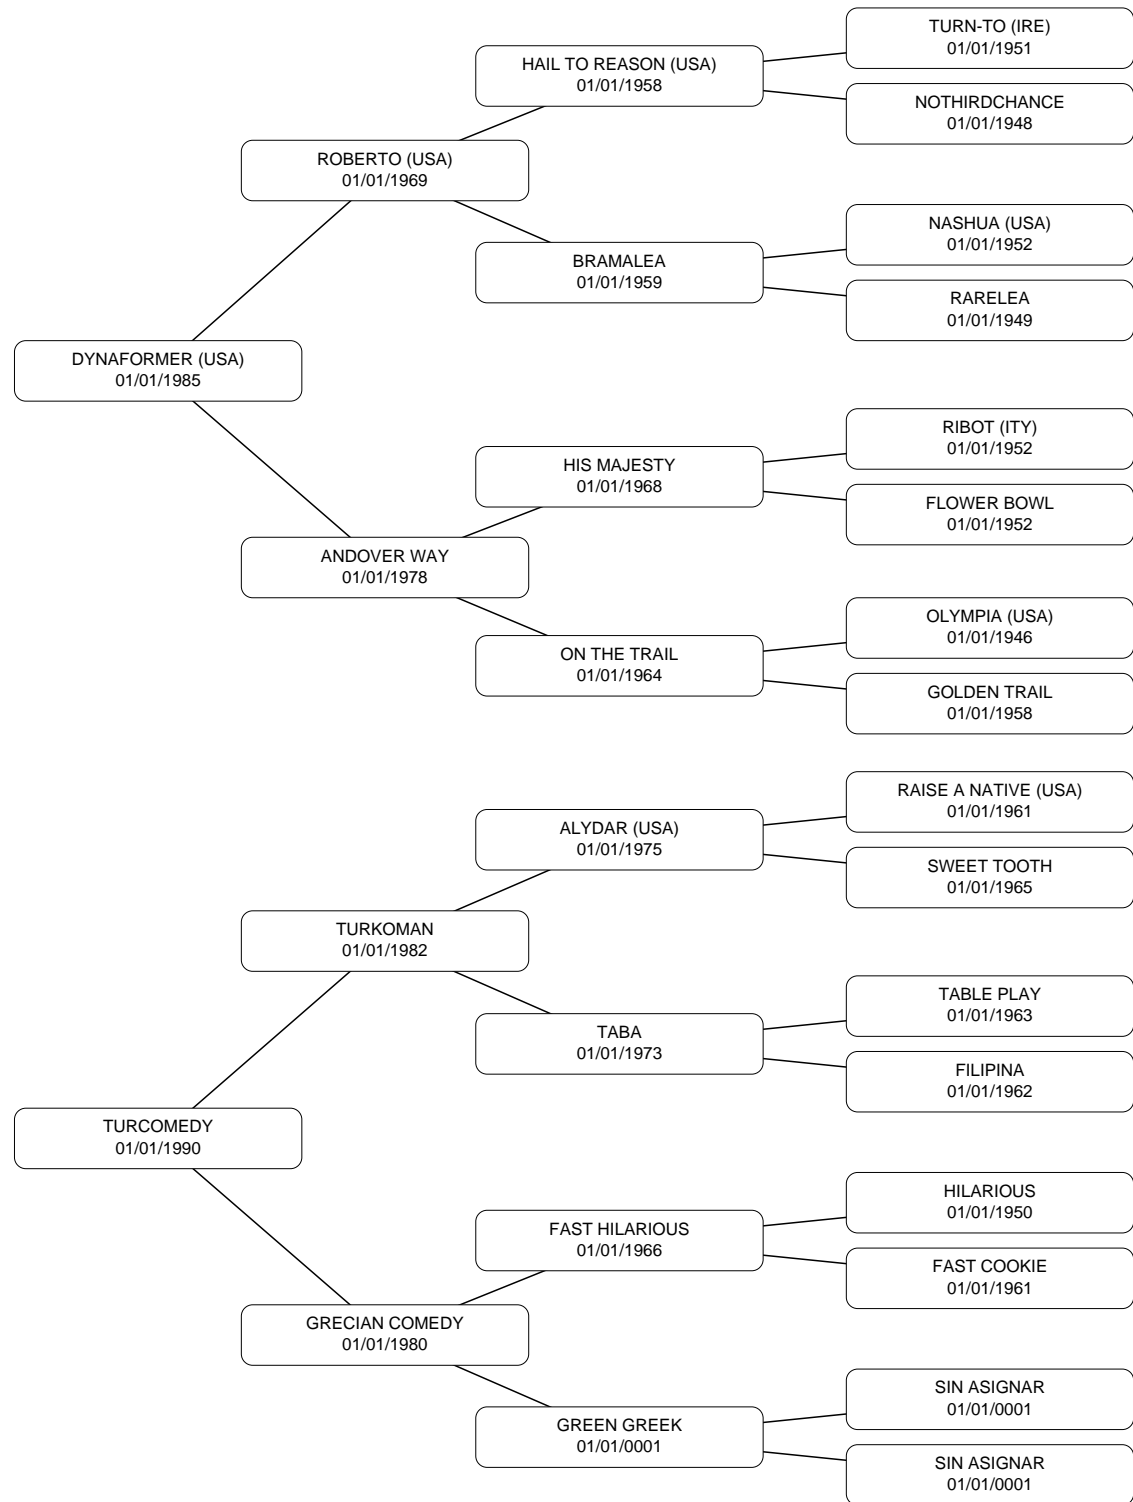 TURN-TO (IRE)
01/01/1951
HAIL TO REASON (USA)
01/01/1958
NOTHIRDCHANCE
01/01/1948
ROBERTO (USA)
01/01/1969
NASHUA (USA)
01/01/1952
BRAMALEA
01/01/1959
RARELEA
01/01/1949
DYNAFORMER (USA)
01/01/1985
RIBOT (ITY)
01/01/1952
HIS MAJESTY
01/01/1968
FLOWER BOWL
01/01/1952
ANDOVER WAY
01/01/1978
OLYMPIA (USA)
01/01/1946
ON THE TRAIL
01/01/1964
GOLDEN TRAIL
01/01/1958
RAISE A NATIVE (USA)
01/01/1961
ALYDAR (USA)
01/01/1975
SWEET TOOTH
01/01/1965
TURKOMAN
01/01/1982
TABLE PLAY
01/01/1963
TABA
01/01/1973
FILIPINA
01/01/1962
TURCOMEDY
01/01/1990
HILARIOUS
01/01/1950
FAST HILARIOUS
01/01/1966
FAST COOKIE
01/01/1961
GRECIAN COMEDY
01/01/1980
SIN ASIGNAR
01/01/0001
GREEN GREEK
01/01/0001
SIN ASIGNAR
01/01/0001